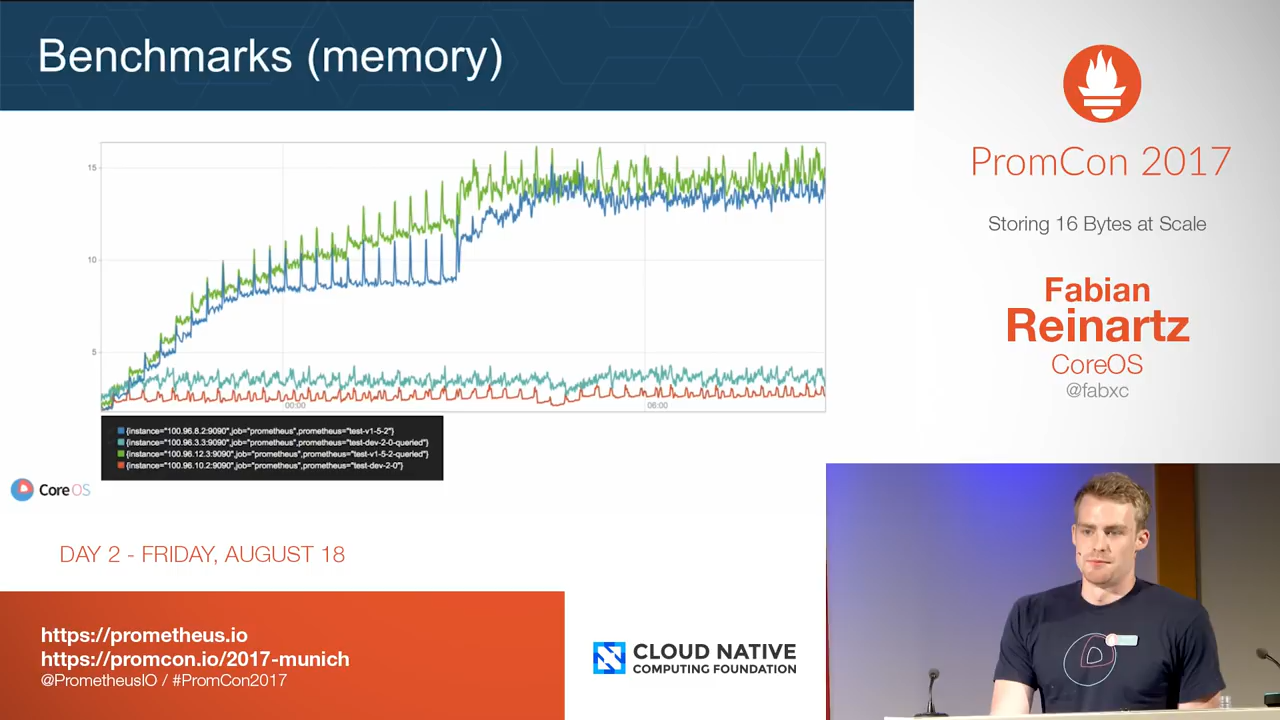 Benchmarks (memory)
15
10
5
00:00
06:00
{instance="100.96.8.2:9090",job="prometheus",prometheus="test-v1-5-2"}
{instance="100.96.3.3:9090",job="prometheus",prometheus="test-dev-2-0-queried"}
{instance="100.96.12.3:9090",job="prometheus",prometheus="test-v1-5-2-queried"}
{instance="100.96.10.2:9090",job="prometheus",prometheus="test-dev-2-0"}
CoreOS
DAY 2 - FRIDAY, AUGUST 18
https://prometheus.io
https://promcon.io/2017-munich
@PrometheusIO / #PromCon2017
CLOUD NATIVE
COMPUTING FOUNDATION
PromCon 2017
Storing 16 Bytes at Scale
Fabian
Reinartz
CoreOS
@fabxc